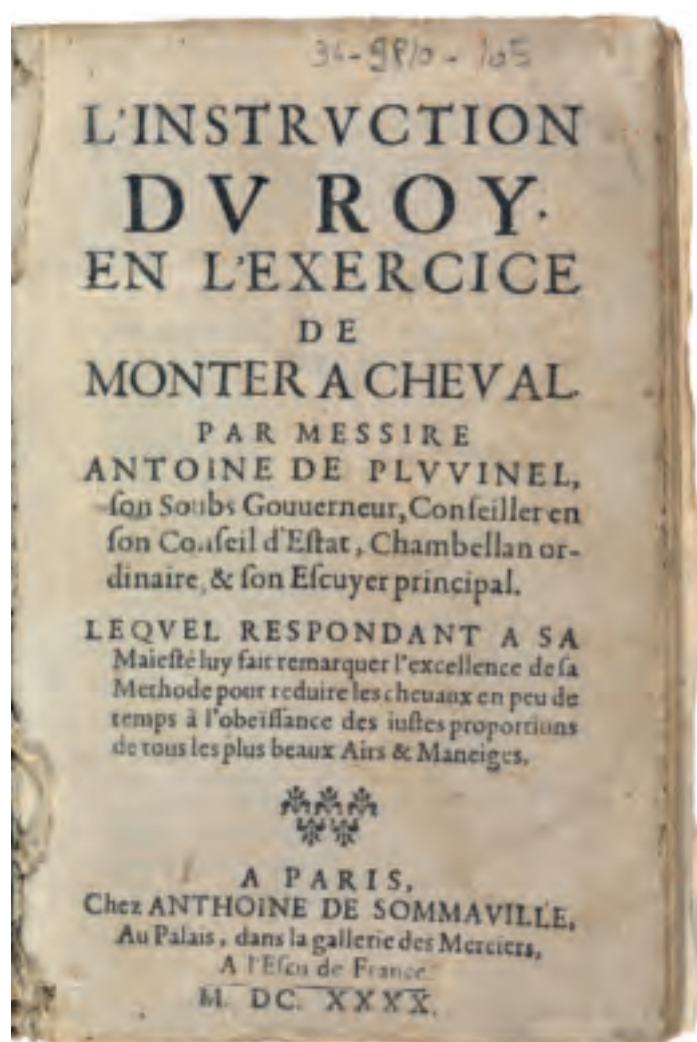 34-9810-105
L'INSTRVCTION
DV ROY.
EN L'EXERCICE
DE
MONTER A CHEVAL.
PAR MESSIRE
ANTOINE DE PLVVINEL,
ſon Soubs Gouuerneur, Conſeiller en
ſon Conſeil d'Eſtat, Chambellan or-
dinaire, & ſon Eſcuyer principal.
LEQVEL RESPONDANT A SA
Maieſté luy fait remarquer l'excellence de ſa
Methode pour reduire les cheuaux en peu de
temps à l'obeïſſance des iuſtes proportions
de tous les plus beaux Airs & Maneiges.
A PARIS,
Chez ANTHOINE DE SOMMAVILLE,
Au Palais, dans la gallerie des Merciers,
A l'Eſcu de France.
M. DC. XXXX.